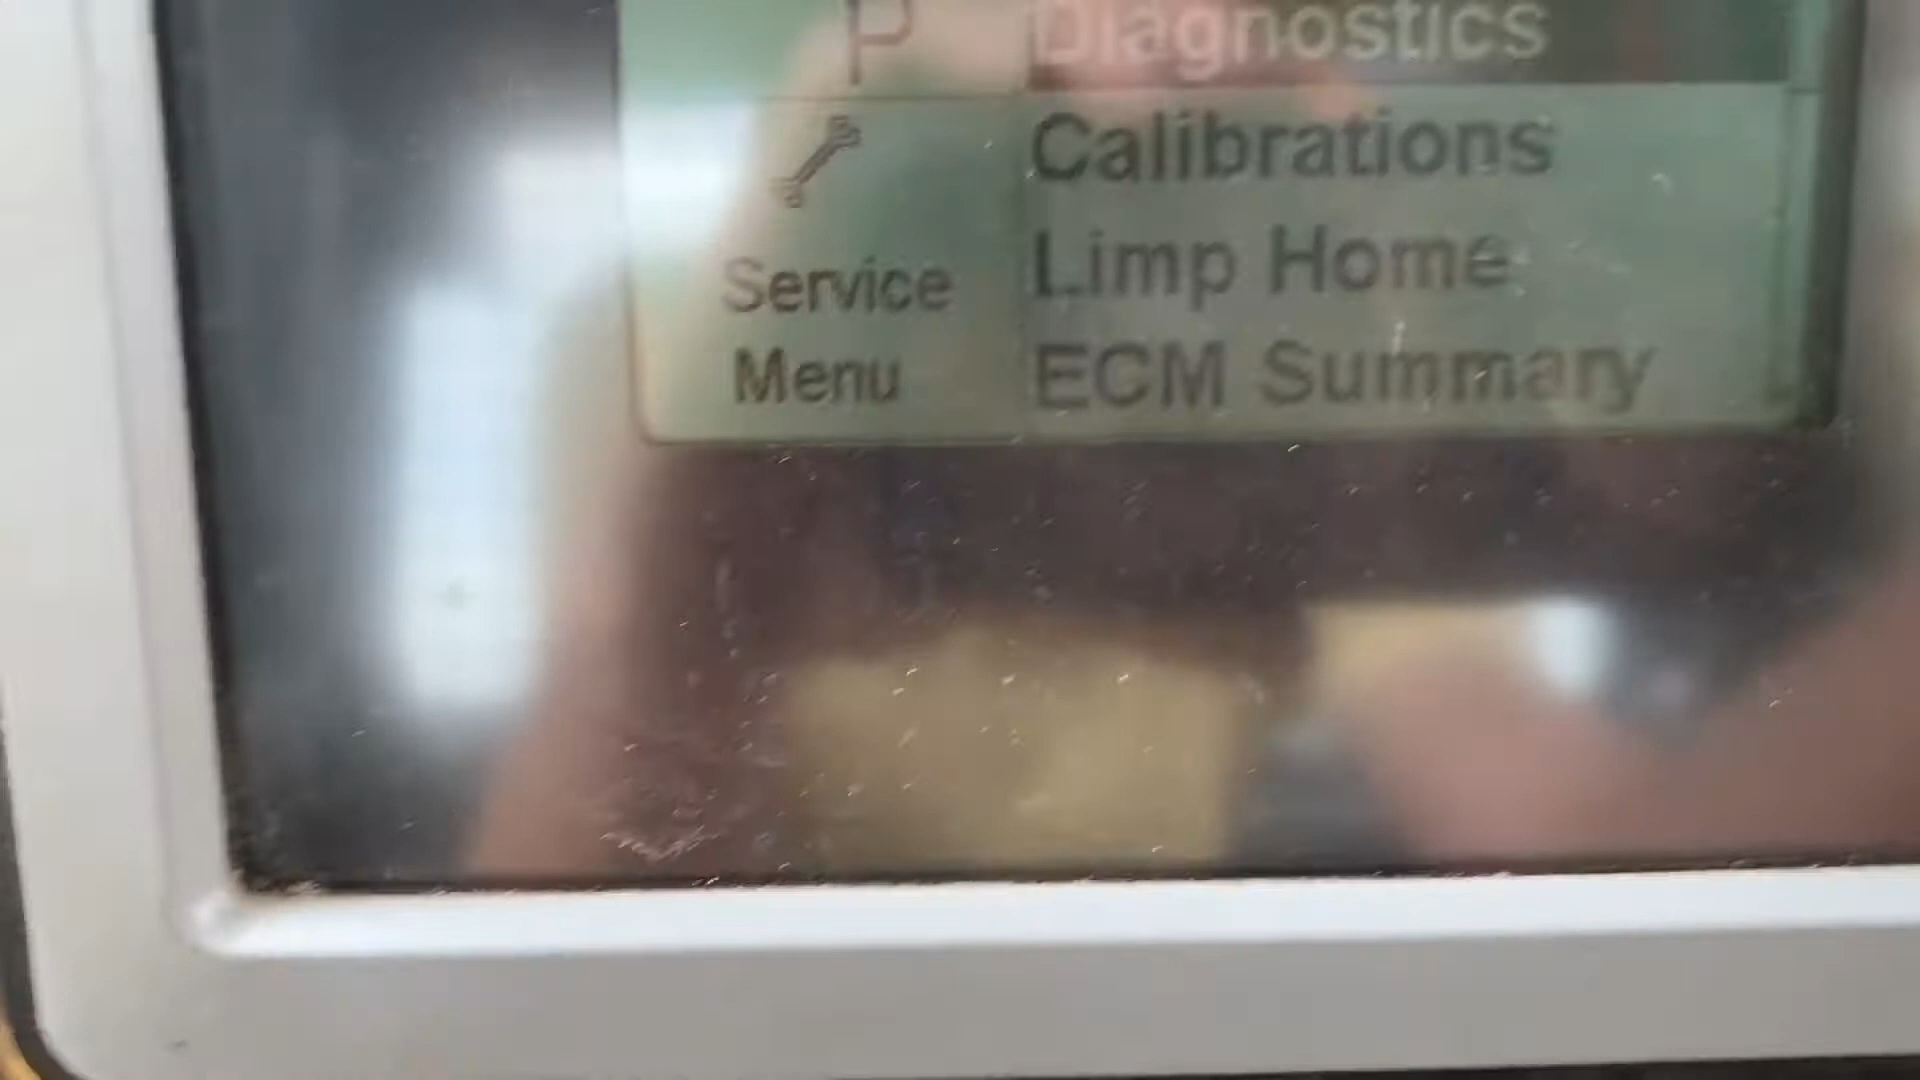 Diagnostics
Calibrations
Limp Home
ECM Summary
Service
Menu